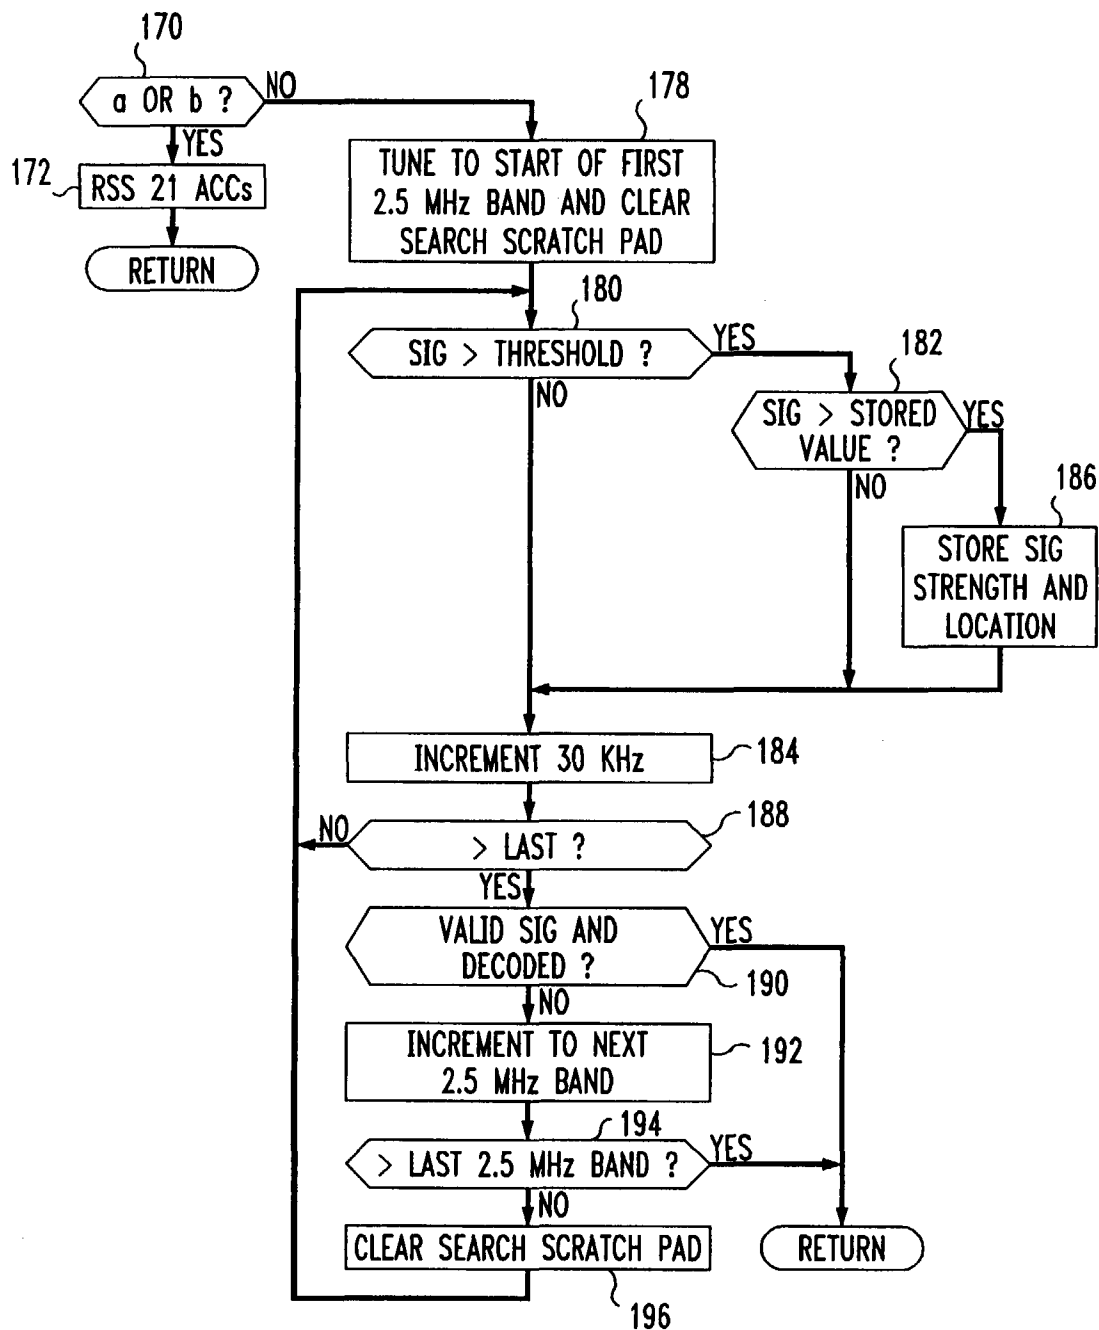 170
a OR b ?
NO
YES
172
RSS 21 ACCs
RETURN
178
TUNE TO START OF FIRST
2.5 MHz BAND AND CLEAR
SEARCH SCRATCH PAD
180
SIG > THRESHOLD ?
YES
NO
182
SIG > STORED
VALUE ?
YES
NO
186
STORE SIG
STRENGTH AND
LOCATION
INCREMENT 30 KHz
184
188
> LAST ?
NO
YES
VALID SIG AND
DECODED ?
YES
190
NO
INCREMENT TO NEXT
2.5 MHz BAND
192
194
> LAST 2.5 MHz BAND ?
YES
NO
CLEAR SEARCH SCRATCH PAD
196
RETURN